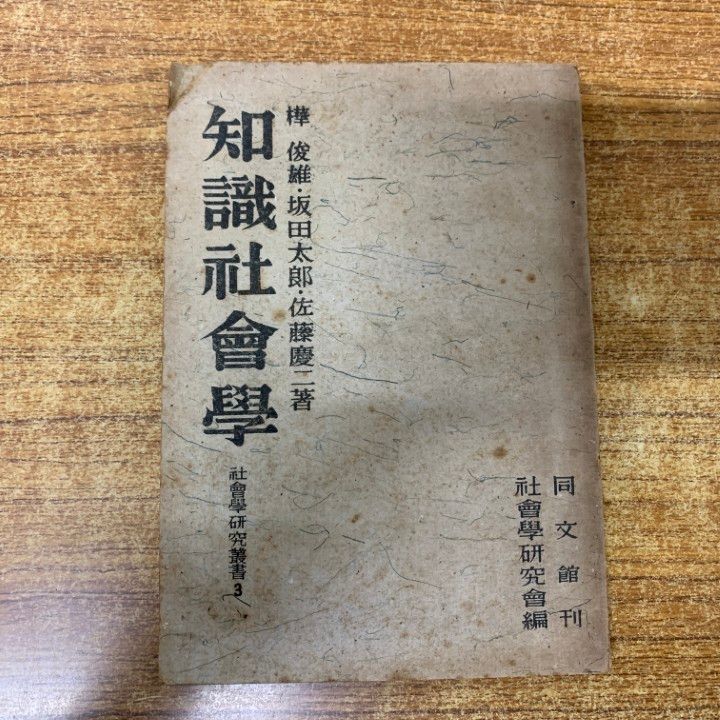 同文館刊
社會學研究會編
樺 俊雄・坂田太郎・佐藤慶二著
知識社會學
社會學硏究叢書3